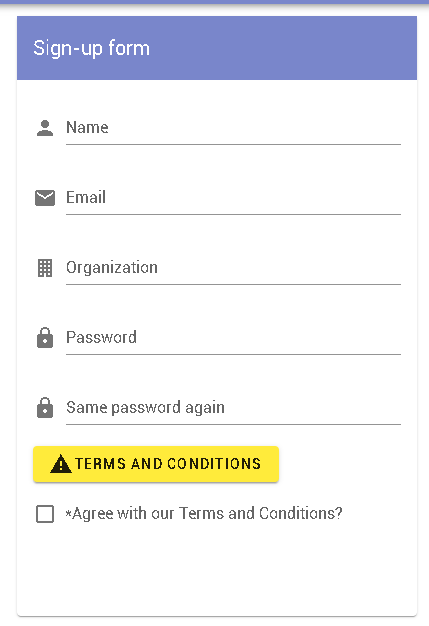 Sign-up form
Name
Email
Organization
Password
Same password again
TERMS AND CONDITIONS
*Agree with our Terms and Conditions?